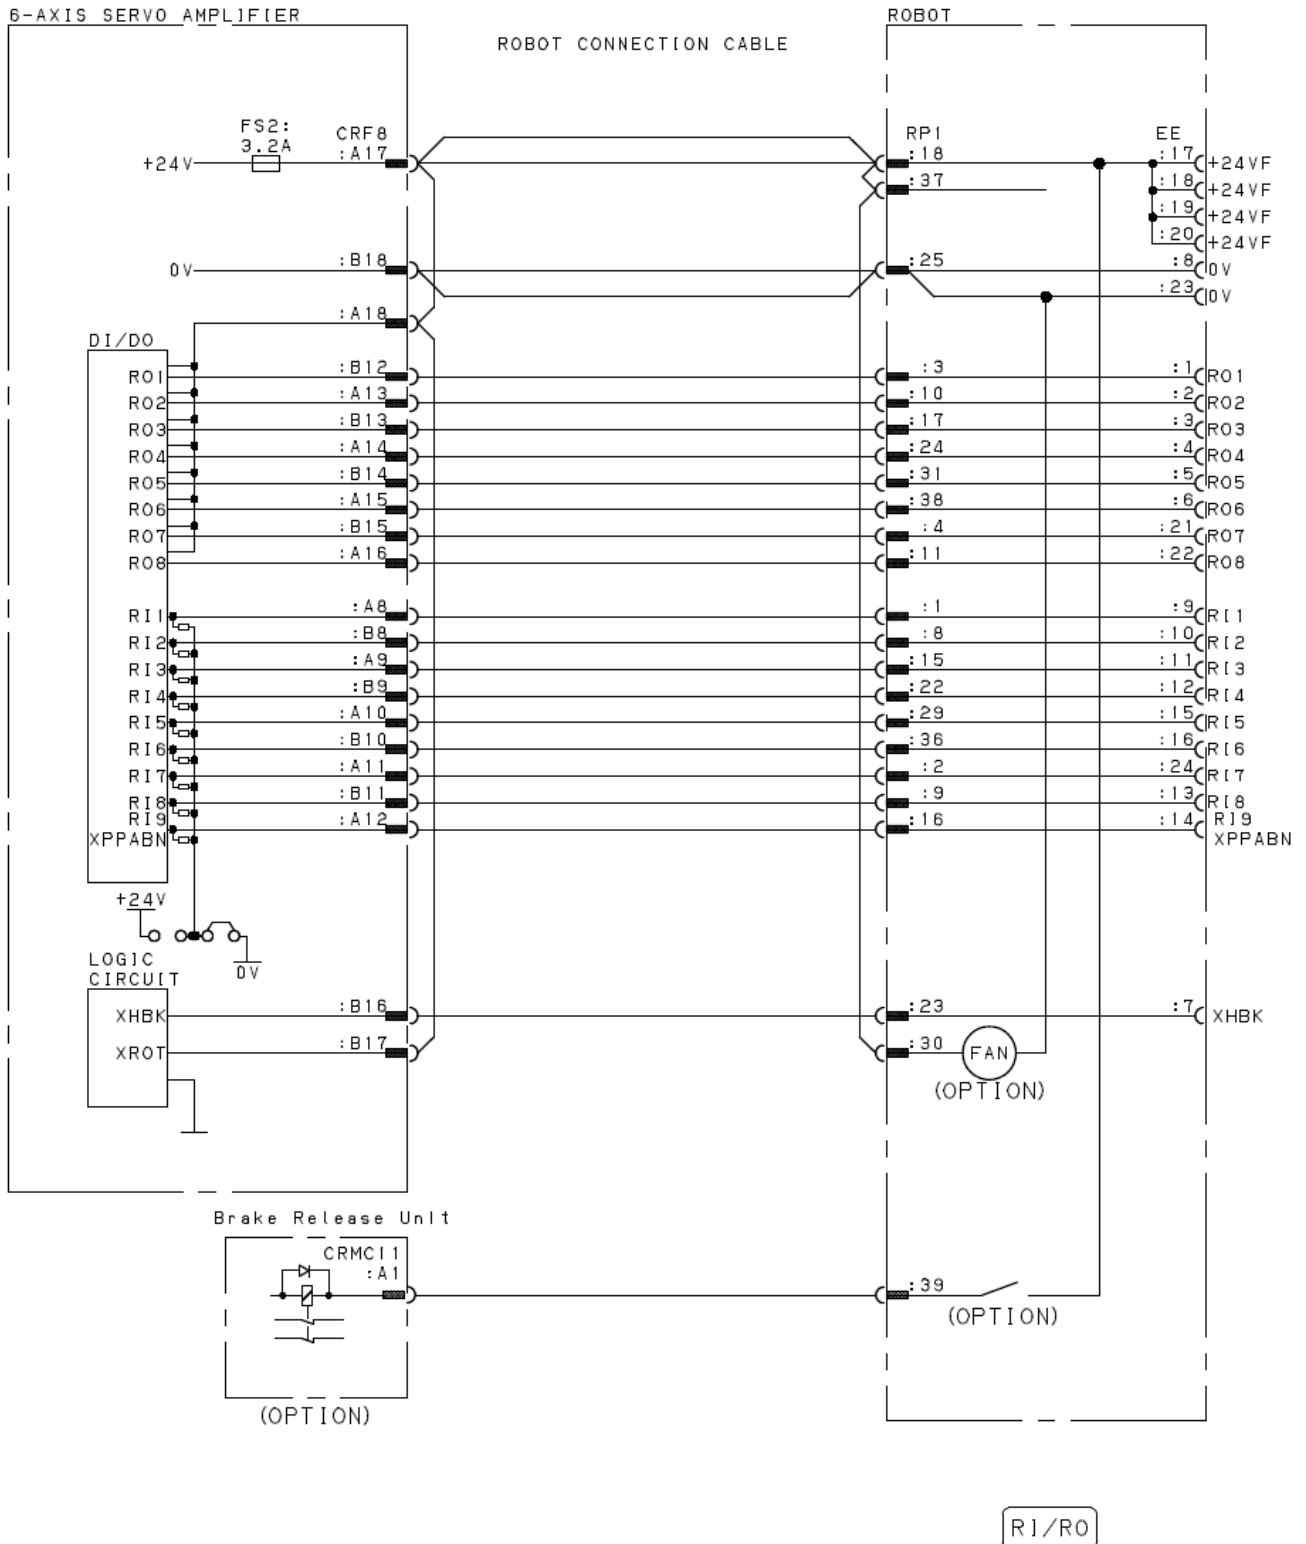 6-AXIS SERVO AMPLIFIER
ROBOT
ROBOT CONNECTION CABLE
FS2:
3.2A
CRF8
RP1
EE
+24V
:A17
:18
:17
+24VF
:37
:18
+24VF
:19
+24VF
:20
+24VF
0V
:B18
:25
:8
0V
:23
0V
:A18
DI/DO
RO1 :B12 :3 :1 RO1
RO2 :A13 :10 :2 RO2
RO3 :B13 :17 :3 RO3
RO4 :A14 :24 :4 RO4
RO5 :B14 :31 :5 RO5
RO6 :A15 :38 :6 RO6
RO7 :B15 :4 :21 RO7
RO8 :A16 :11 :22 RO8
RI1 :A8 :1 :9 RI1
RI2 :B8 :8 :10 RI2
RI3 :A9 :15 :11 RI3
RI4 :B9 :22 :12 RI4
RI5 :A10 :29 :15 RI5
RI6 :B10 :36 :16 RI6
RI7 :A11 :2 :24 RI7
RI8 :B11 :9 :13 RI8
RI9 :A12 :16 :14 RI9
XPPABN
XPPABN
+24V
0V
LOGIC
CIRCUIT
XHBK :B16 :23 :7 XHBK
XROT :B17 :30
FAN
(OPTION)
Brake Release Unit
CRMC11
:A1
:39
(OPTION)
(OPTION)
RI/RO